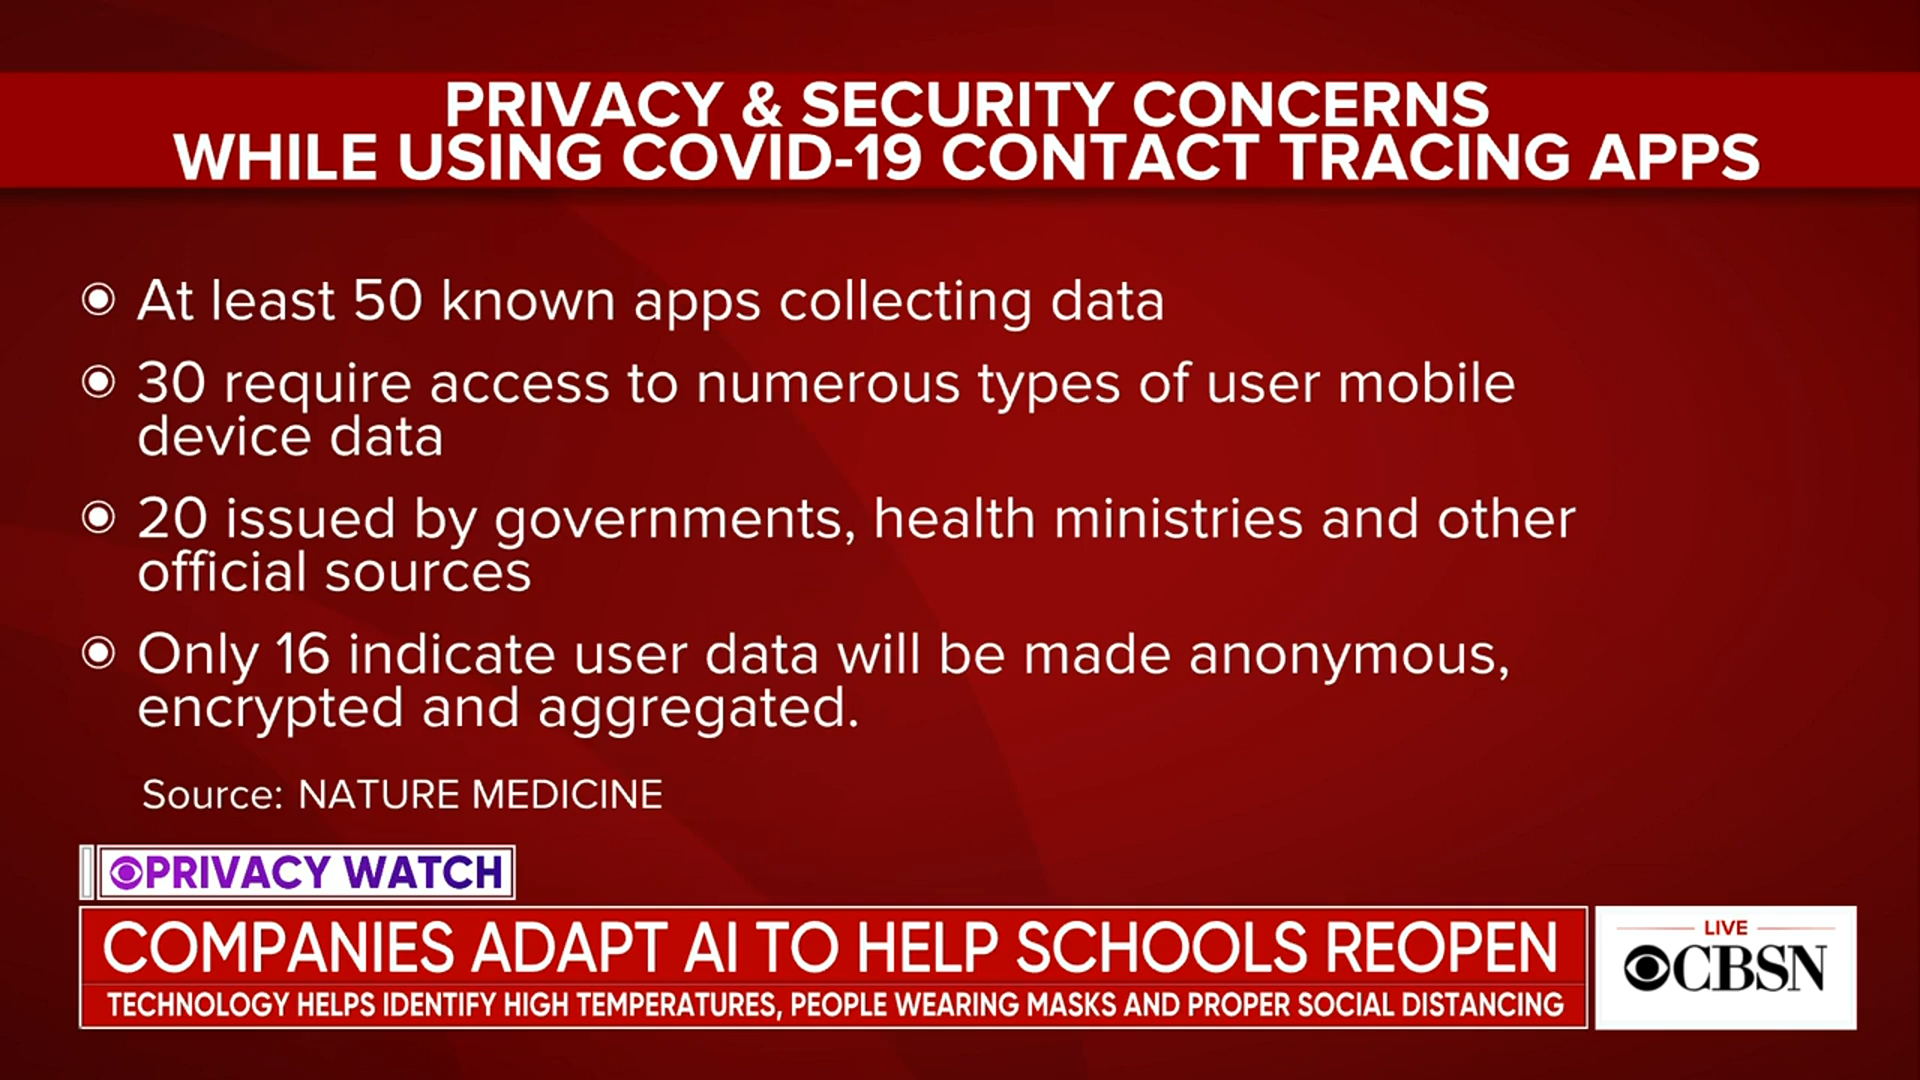 PRIVACY & SECURITY CONCERNS
WHILE USING COVID-19 CONTACT TRACING APPS
At least 50 known apps collecting data
30 require access to numerous types of user mobile
device data
20 issued by governments, health ministries and other
official sources
Only 16 indicate user data will be made anonymous,
encrypted and aggregated.
Source: NATURE MEDICINE
PRIVACY WATCH
COMPANIES ADAPT AI TO HELP SCHOOLS REOPEN
TECHNOLOGY HELPS IDENTIFY HIGH TEMPERATURES, PEOPLE WEARING MASKS AND PROPER SOCIAL DISTANCING
LIVE
CBSN